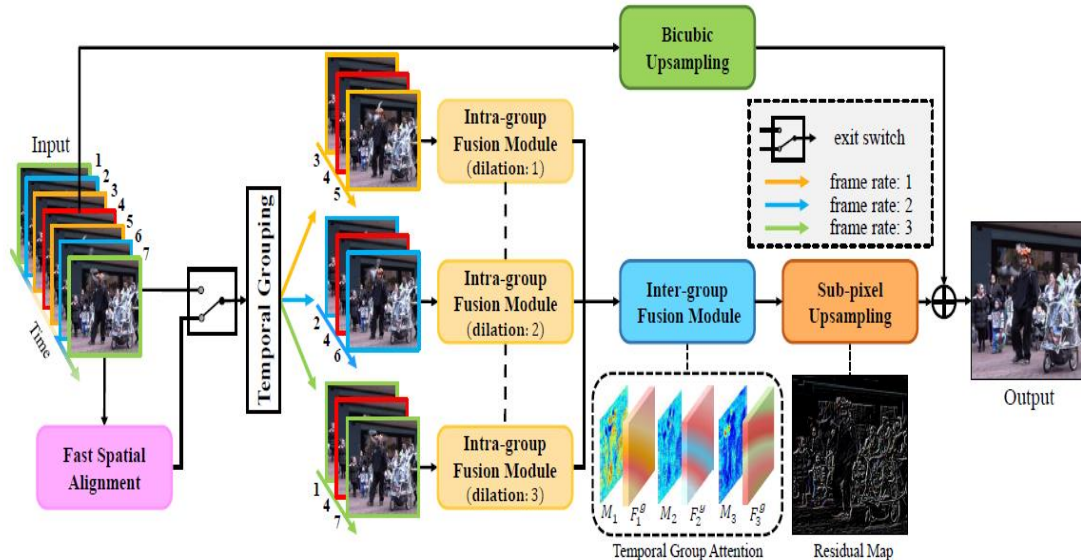 Bicubic
Upsampling
Input
1
2
3
4
5
6
7
Time
Fast Spatial
Alignment
Temporal Grouping
3
4
5
Intra-group
Fusion Module
(dilation: 1)
2
4
6
Intra-group
Fusion Module
(dilation: 2)
1
4
7
Intra-group
Fusion Module
(dilation: 3)
exit switch
frame rate: 1
frame rate: 2
frame rate: 3
Inter-group
Fusion Module
Sub-pixel
Upsampling
Output
M₁ F₁ᵍ M₂ F₂ᵍ M₃ F₃ᵍ
Temporal Group Attention
Residual Map